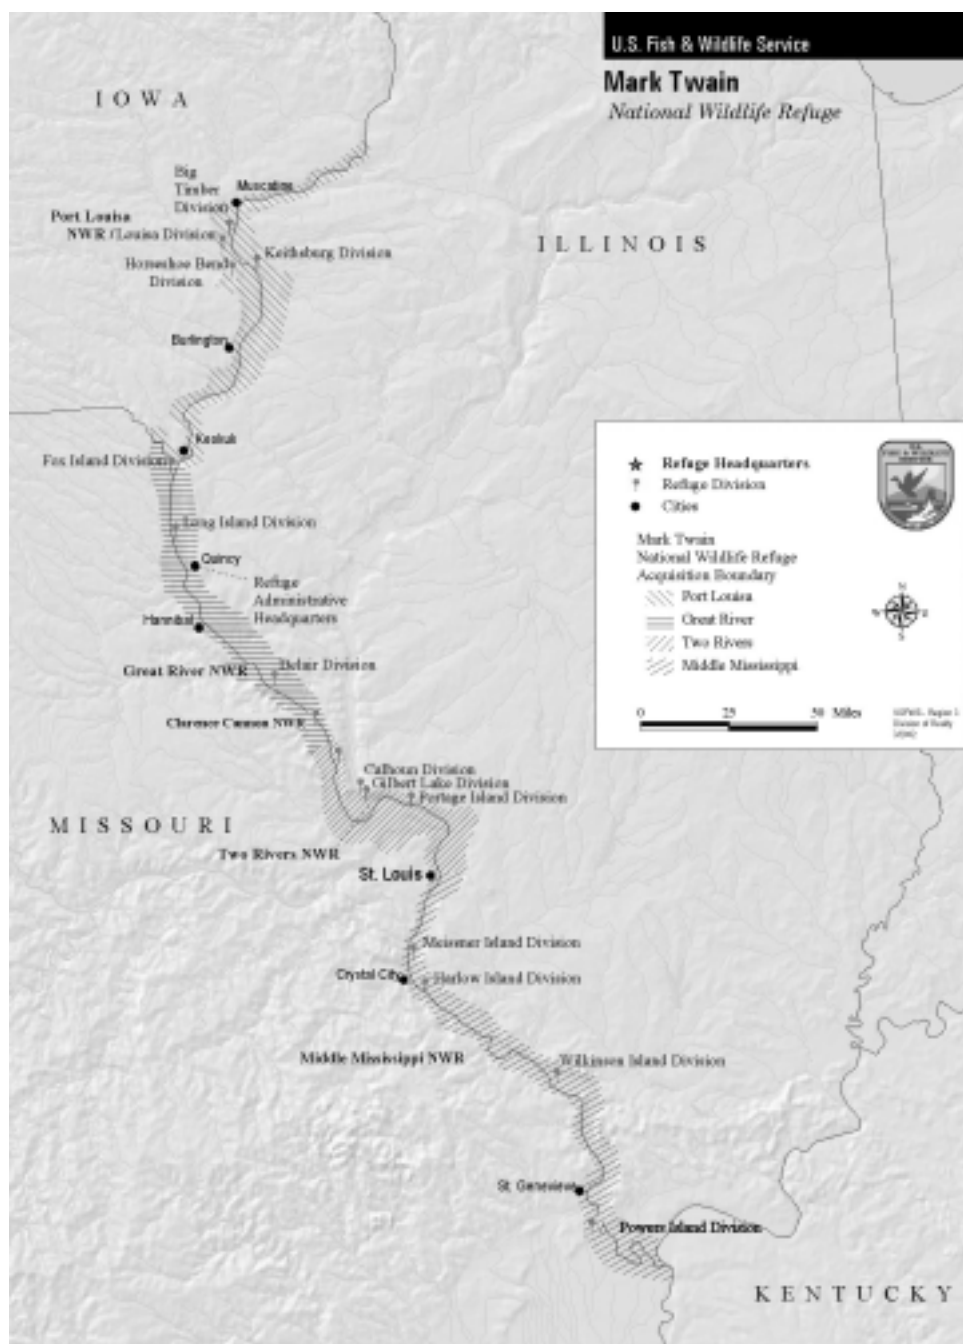 U.S. Fish & Wildlife Service
Mark Twain
National Wildlife Refuge
IOWA
Big
Timber
Division
Muscatine
Port Louisa
NWR / Louisa Division
Keithsburg Division
Horseshoe Bends
Division
ILLINOIS
Burlington
Keokuk
Fox Island Division
Long Island Division
Quincy
Refuge
Administrative
Headquarters
Hannibal
Great River NWR
Delair Division
Clarence Cannon NWR
Calhoun Division
Gilbert Lake Division
Portage Island Division
MISSOURI
Two Rivers NWR
St. Louis
Meissner Island Division
Crystal City
Harlow Island Division
Middle Mississippi NWR
Wilkinson Island Division
St. Genevieve
Powers Island Division
KENTUCKY
Refuge Headquarters
Refuge Division
Cities
Mark Twain
National Wildlife Refuge
Acquisition Boundary
Port Louisa
Great River
Two Rivers
Middle Mississippi
N
W E
S
0 25 50 Miles